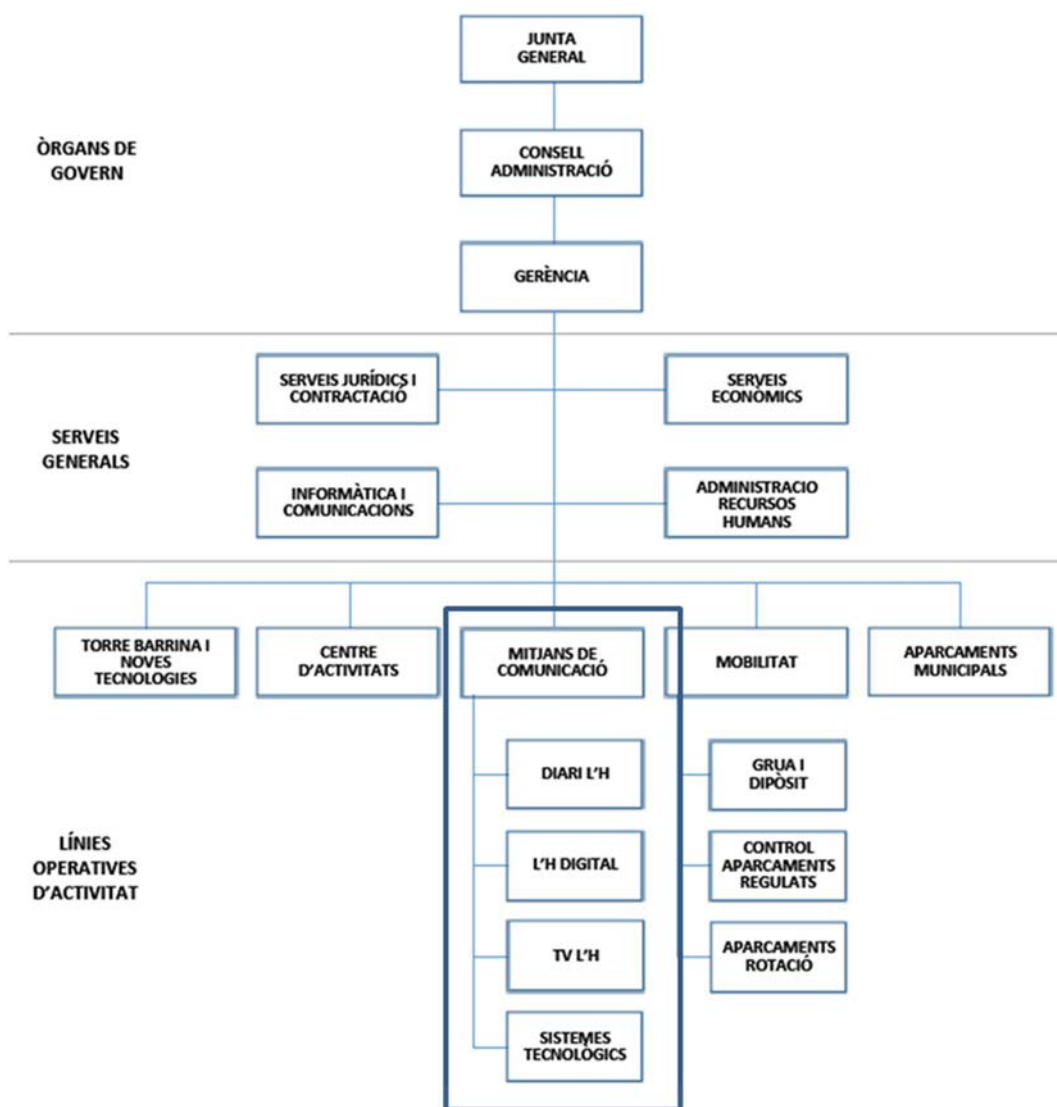 JUNTA
GENERAL
ÒRGANS DE
GOVERN
CONSELL
ADMINISTRACIÓ
GERÈNCIA
SERVEIS JURÍDICS I
CONTRACTACIÓ
SERVEIS
ECONÒMICS
SERVEIS
GENERALS
INFORMÀTICA I
COMUNICACIONS
ADMINISTRACIO
RECURSOS
HUMANS
TORRE BARRINA I
NOVES
TECNOLOGIES
CENTRE
D'ACTIVITATS
MITJANS DE
COMUNICACIÓ
MOBILITAT
APARCAMENTS
MUNICIPALS
LÍNIES
OPERATIVES
D'ACTIVITAT
DIARI L'H
L'H DIGITAL
TV L'H
SISTEMES
TECNOLÒGICS
GRUA I
DIPÒSIT
CONTROL
APARCAMENTS
REGULATS
APARCAMENTS
ROTACIÓ